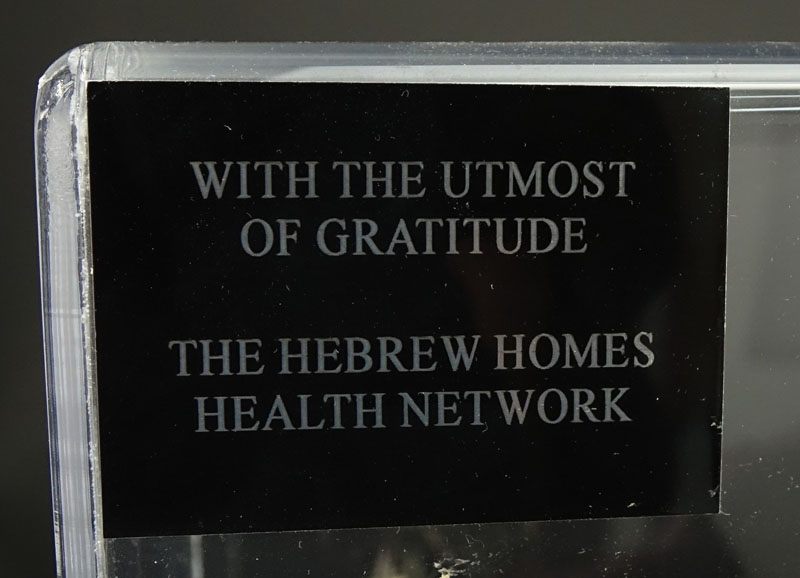 WITH THE UTMOST
OF GRATITUDE
THE HEBREW HOMES
HEALTH NETWORK